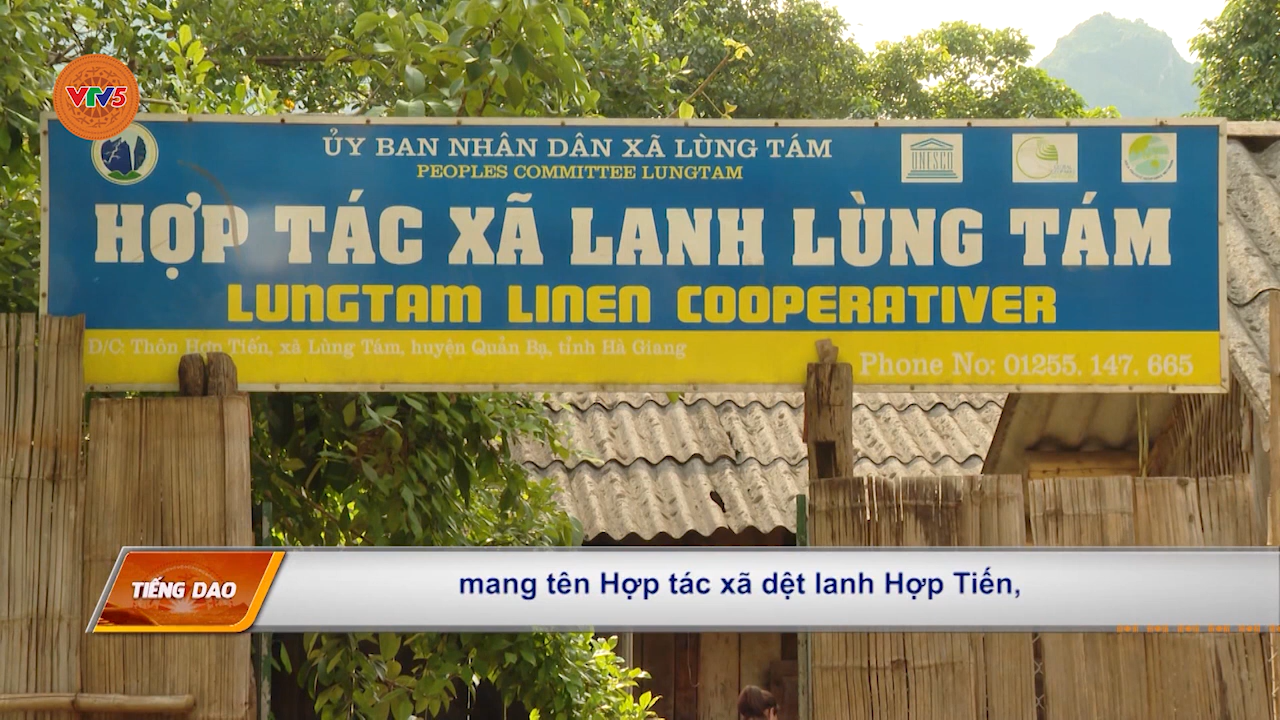 VTV5
ỦY BAN NHÂN DÂN XÃ LÙNG TÁM
PEOPLES COMMITTEE LUNGTAM
UNESCO
HỢP TÁC XÃ LANH LÙNG TÁM
LUNGTAM LINEN COOPERATIVER
Đ/C: Thôn Hợp Tiến, xã Lùng Tám, huyện Quản Bạ, tỉnh Hà Giang
Phone No: 01255. 147. 665
TIẾNG DAO
mang tên Hợp tác xã dệt lanh Hợp Tiến,